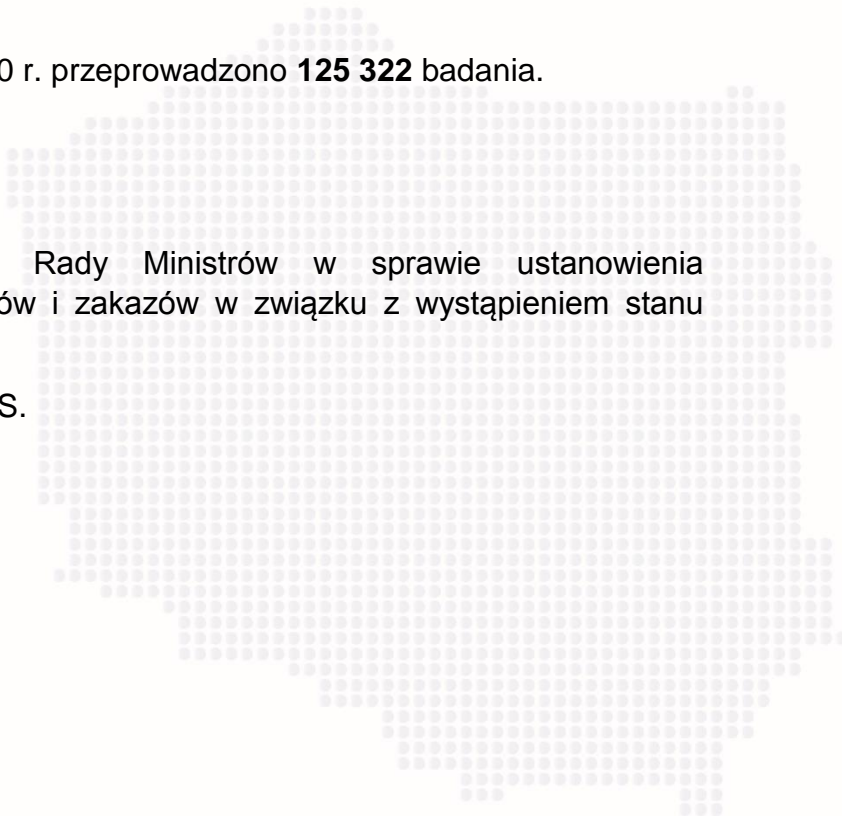 0 r. przeprowadzono 125 322 badania.
Rady Ministrów w sprawie ustanowienia
ów i zakazów w związku z wystąpieniem stanu
S.